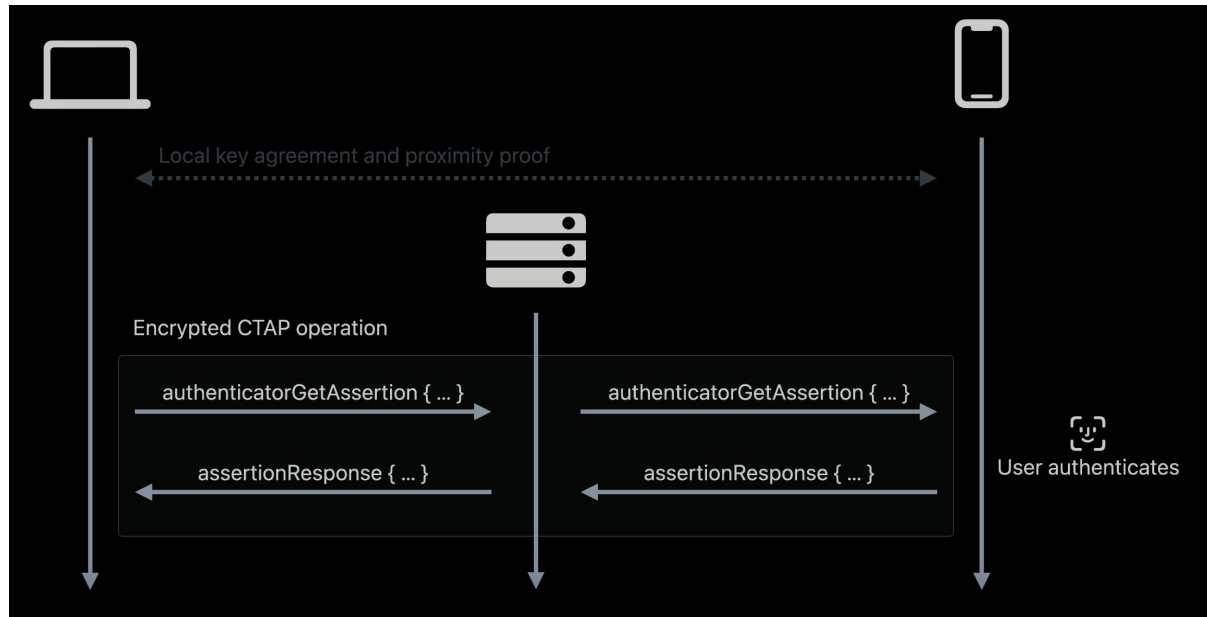 Local key agreement and proximity proof
Encrypted CTAP operation
authenticatorGetAssertion { ... }
authenticatorGetAssertion { ... }
assertionResponse { ... }
assertionResponse { ... }
User authenticates